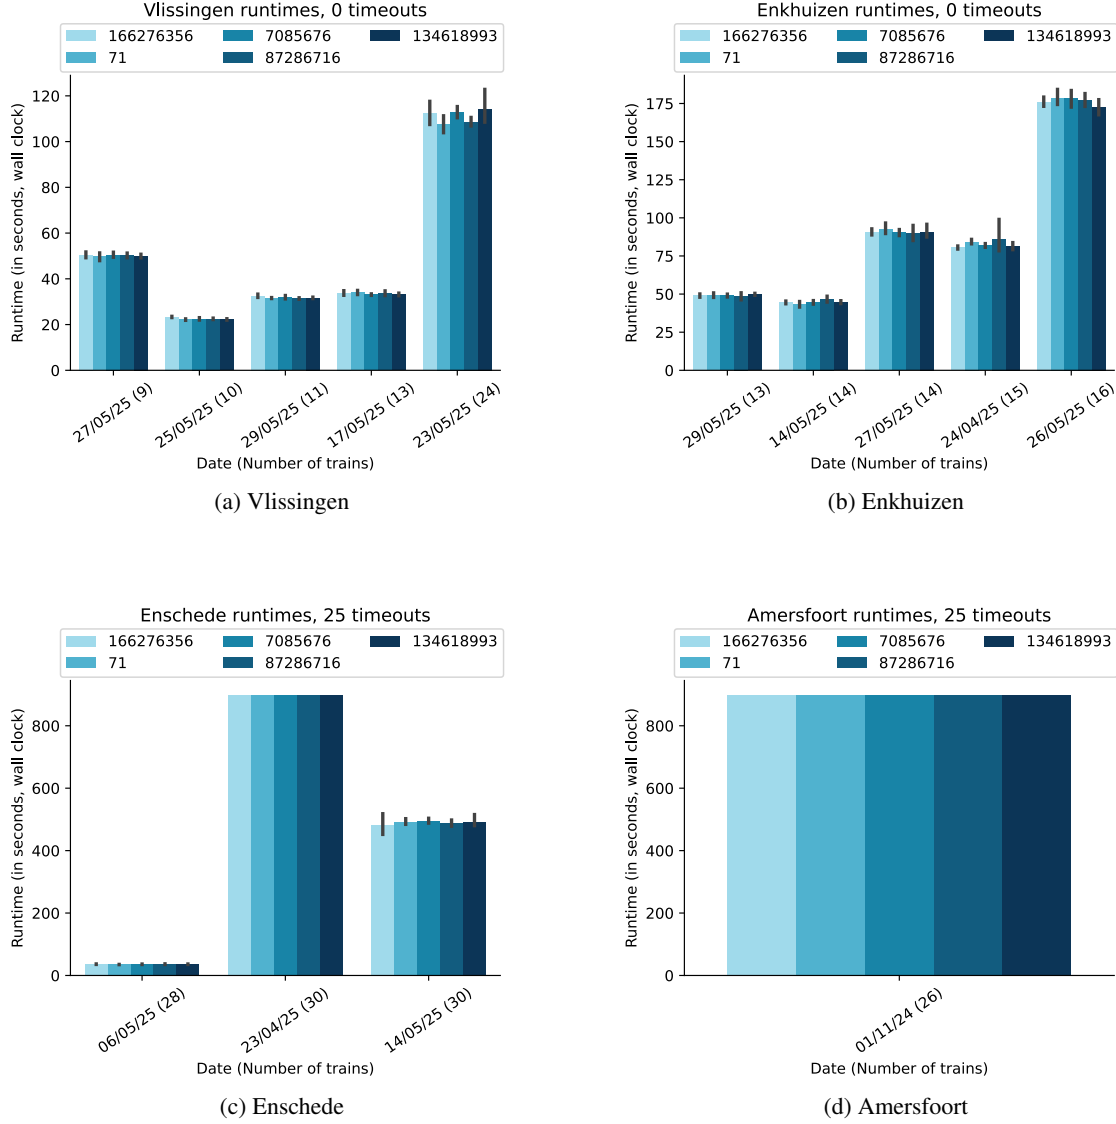 Vlissingen runtimes, 0 timeouts
166276356 7085676 134618993
71 87286716
Runtime (in seconds, wall clock)
120
100
80
60
40
20
0
27/05/25 (9) 25/05/25 (10) 29/05/25 (11) 17/05/25 (13) 23/05/25 (24)
Date (Number of trains)
(a) Vlissingen
Enkhuizen runtimes, 0 timeouts
166276356 7085676 134618993
71 87286716
Runtime (in seconds, wall clock)
175
150
125
100
75
50
25
0
29/05/25 (13) 14/05/25 (14) 27/05/25 (14) 24/04/25 (15) 26/05/25 (16)
Date (Number of trains)
(b) Enkhuizen
Enschede runtimes, 25 timeouts
166276356 7085676 134618993
71 87286716
Runtime (in seconds, wall clock)
800
600
400
200
0
06/05/25 (28) 23/04/25 (30) 14/05/25 (30)
Date (Number of trains)
(c) Enschede
Amersfoort runtimes, 25 timeouts
166276356 7085676 134618993
71 87286716
Runtime (in seconds, wall clock)
800
600
400
200
0
01/11/24 (26)
Date (Number of trains)
(d) Amersfoort